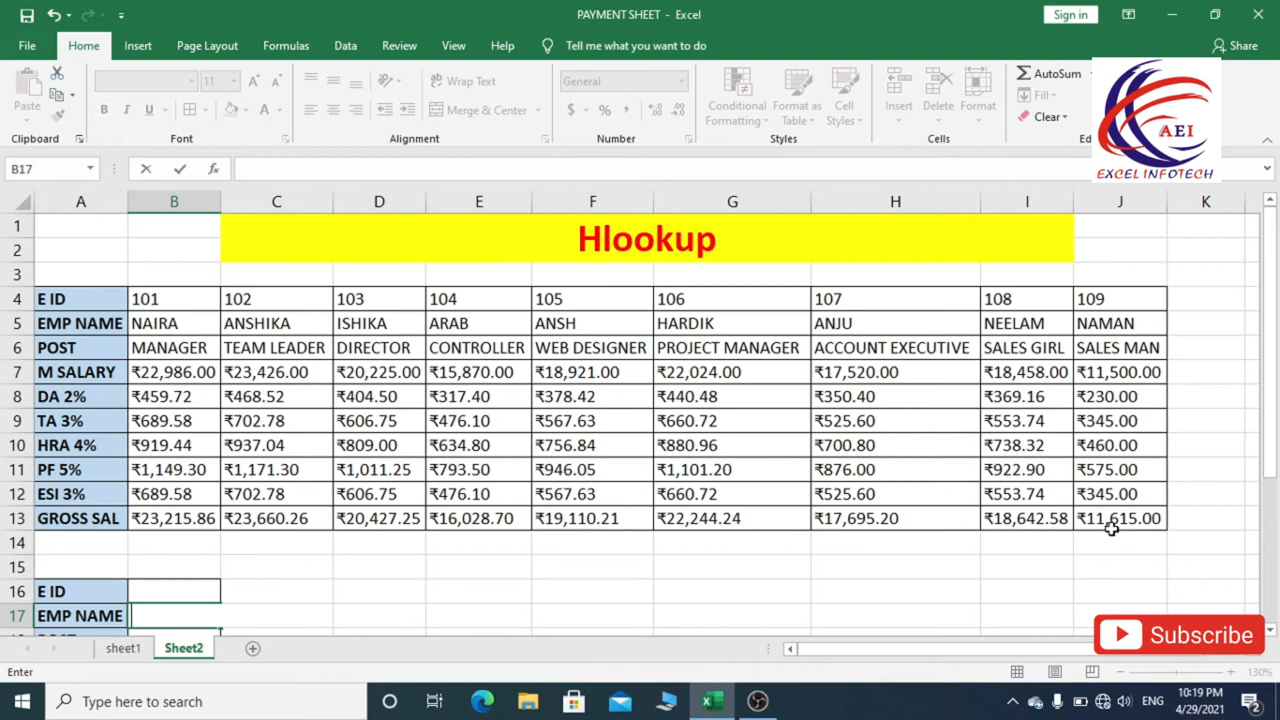 PAYMENT SHEET - Excel
Sign in
File Home Insert Page Layout Formulas Data Review View Help Tell me what you want to do Share
Paste
11
B I U
Wrap Text
Merge & Center
General
$ % ,
Conditional Formatting
Format as Table
Cell Styles
Insert Delete Format
AutoSum
Fill
Clear
Clipboard Font Alignment Number Styles Cells Ed
AEI
EXCEL INFOTECH
B17 fx
A B C D E F G H I J K
1
2
Hlookup
3
4 E ID 101 102 103 104 105 106 107 108 109
5 EMP NAME NAIRA ANSHIKA ISHIKA ARAB ANSH HARDIK ANJU NEELAM NAMAN
6 POST MANAGER TEAM LEADER DIRECTOR CONTROLLER WEB DESIGNER PROJECT MANAGER ACCOUNT EXECUTIVE SALES GIRL SALES MAN
7 M SALARY ₹22,986.00 ₹23,426.00 ₹20,225.00 ₹15,870.00 ₹18,921.00 ₹22,024.00 ₹17,520.00 ₹18,458.00 ₹11,500.00
8 DA 2% ₹459.72 ₹468.52 ₹404.50 ₹317.40 ₹378.42 ₹440.48 ₹350.40 ₹369.16 ₹230.00
9 TA 3% ₹689.58 ₹702.78 ₹606.75 ₹476.10 ₹567.63 ₹660.72 ₹525.60 ₹553.74 ₹345.00
10 HRA 4% ₹919.44 ₹937.04 ₹809.00 ₹634.80 ₹756.84 ₹880.96 ₹700.80 ₹738.32 ₹460.00
11 PF 5% ₹1,149.30 ₹1,171.30 ₹1,011.25 ₹793.50 ₹946.05 ₹1,101.20 ₹876.00 ₹922.90 ₹575.00
12 ESI 3% ₹689.58 ₹702.78 ₹606.75 ₹476.10 ₹567.63 ₹660.72 ₹525.60 ₹553.74 ₹345.00
13 GROSS SAL ₹23,215.86 ₹23,660.26 ₹20,427.25 ₹16,028.70 ₹19,110.21 ₹22,244.24 ₹17,695.20 ₹18,642.58 ₹11,615.00
14
15
16 E ID
17 EMP NAME
Subscribe
sheet1 Sheet2
Enter 130%
Type here to search
ENG
10:19 PM
4/29/2021
2